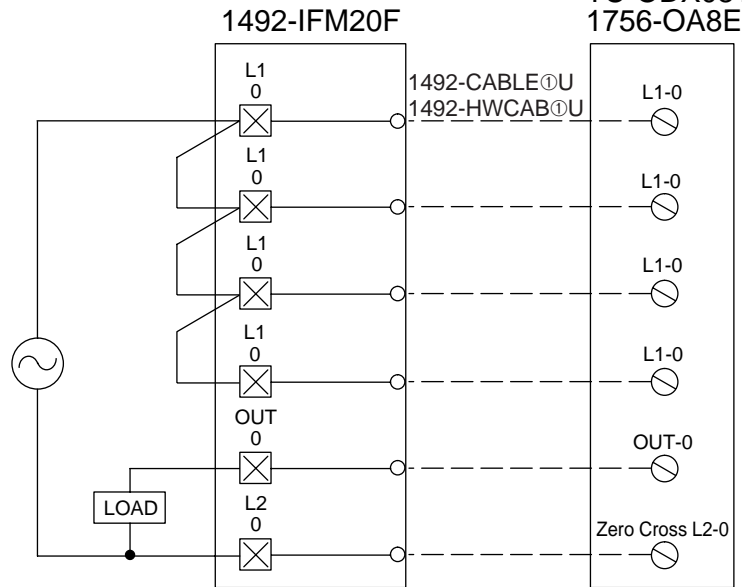 1492-IFM20F
1756-OA8E
1492-CABLE①U
1492-HWCAB①U
L1
0
L1-0
L1
0
L1-0
L1
0
L1-0
L1
0
L1-0
OUT
0
OUT-0
LOAD
L2
0
Zero Cross L2-0